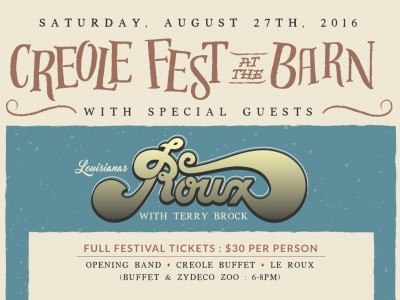 SATURDAY, AUGUST 27TH, 2016
CREOLE FEST AT THE BARN
WITH SPECIAL GUESTS
Louisianas
Le Roux
WITH TERRY BROCK
FULL FESTIVAL TICKETS : $30 PER PERSON
OPENING BAND + CREOLE BUFFET + LE ROUX
(BUFFET & ZYDECO ZOO : 6-8PM)